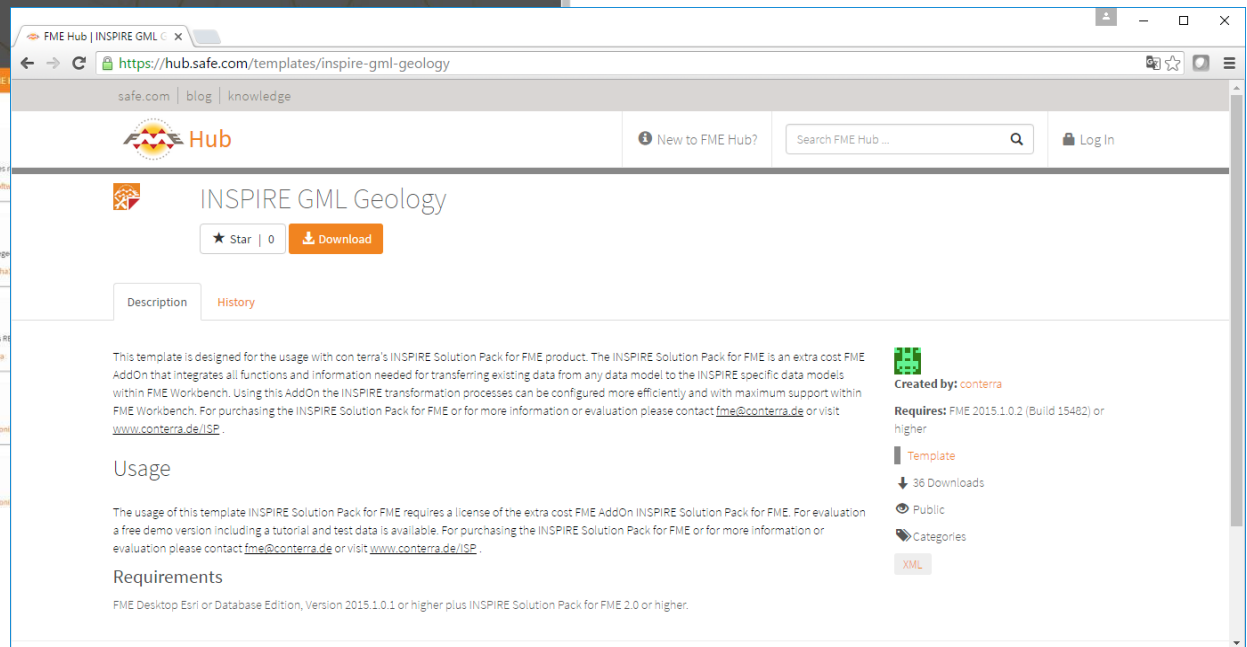 FME Hub | INSPIRE GML G
https://hub.safe.com/templates/inspire-gml-geology
safe.com | blog | knowledge
FME Hub
New to FME Hub?
Search FME Hub ...
Log In
INSPIRE GML Geology
Star | 0
Download
Description
History
This template is designed for the usage with con terra's INSPIRE Solution Pack for FME product. The INSPIRE Solution Pack for FME is an extra cost FME
AddOn that integrates all functions and information needed for transferring existing data from any data model to the INSPIRE specific data models
within FME Workbench. Using this AddOn the INSPIRE transformation processes can be configured more efficiently and with maximum support within
FME Workbench. For purchasing the INSPIRE Solution Pack for FME or for more information or evaluation please contact fme@conterra.de or visit
www.conterra.de/ISP .
Usage
The usage of this template INSPIRE Solution Pack for FME requires a license of the extra cost FME AddOn INSPIRE Solution Pack for FME. For evaluation
a free demo version including a tutorial and test data is available. For purchasing the INSPIRE Solution Pack for FME or for more information or
evaluation please contact fme@conterra.de or visit www.conterra.de/ISP .
Requirements
FME Desktop Esri or Database Edition, Version 2015.1.0.1 or higher plus INSPIRE Solution Pack for FME 2.0 or higher.
Created by: conterra
Requires: FME 2015.1.0.2 (Build 15482) or
higher
Template
36 Downloads
Public
Categories
XML